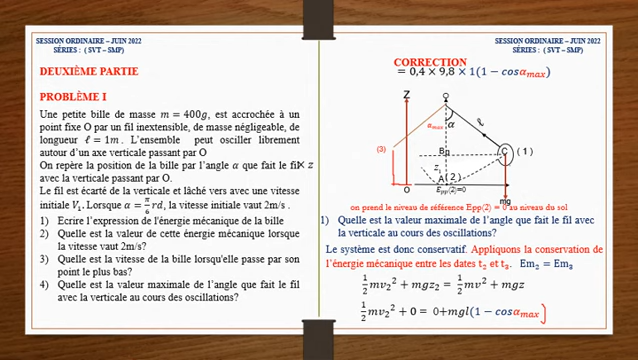 SESSION ORDINAIRE – JUIN 2022
SÉRIES : ( SVT – SMP)
DEUXIÈME PARTIE
PROBLÈME I
Une petite bille de masse m = 400g, est accrochée à un
point fixe O par un fil inextensible, de masse négligeable, de
longueur ℓ = 1m . L'ensemble peut osciller librement
autour d'un axe vertical passant par O
On repère la position de la bille par l'angle α que fait le fil
avec la verticale passant par O.
Le fil est écarté de la verticale et lâché vers avec une vitesse
initiale V₁. Lorsque α = π/6 rd, la vitesse vaut 2m/s .
1) Ecrire l'expression de l'énergie mécanique de la bille
2) Quelle est la valeur de cette énergie mécanique lorsque
la vitesse vaut 2m/s?
3) Quelle est la vitesse de la bille lorsqu'elle passe par son
point le plus bas?
4) Quelle est la valeur maximale de l'angle que fait le fil
avec la verticale au cours des oscillations?
SESSION ORDINAIRE – JUIN 2022
SÉRIES : ( SVT – SMP)
CORRECTION
= 0,4 × 9,8 × 1(1 − cosα_max)
Z
O
ℓ
α_max
α
(3)
B
C
(1)
X z
z₁
A(2)
O
E_pp(2)=0
mg
on prend le niveau de référence Epp(2) = 0 au niveau du sol
1) Quelle est la valeur maximale de l'angle que fait le fil avec
la verticale au cours des oscillations?
Le système est donc conservatif. Appliquons la conservation de
l'énergie mécanique entre les dates t₂ et t₃. Em₂ = Em₃
½mv₂² + mgz₂ = ½mv² + mgz
½mv₂² + 0 = 0+mgl(1 − cosα_max)